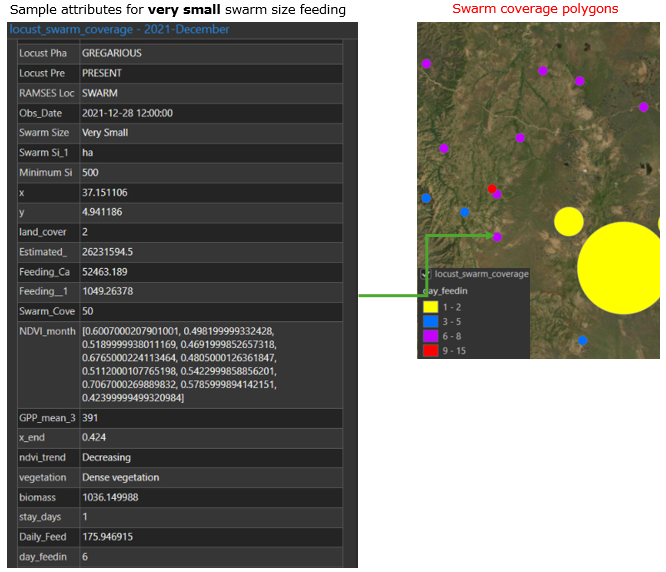 Sample attributes for very small swarm size feeding
Swarm coverage polygons
locust_swarm_coverage - 2021-December
Locust Pha GREGARIOUS
Locust Pre PRESENT
RAMSES Loc SWARM
Obs_Date 2021-12-28 12:00:00
Swarm Size Very Small
Swarm Si_1 ha
Minimum Si 500
x 37.151106
y 4.941186
land_cover 2
Estimated_ 26231594.5
Feeding_Ca 52463.189
Feeding__1 1049.26378
Swarm_Cove 50
NDVI_month [0.6007000207901001, 0.498199999332428,
0.5189999938011169, 0.4691999852657318,
0.6765000224113464, 0.4805000126361847,
0.5112000107765198, 0.5422999858856201,
0.7067000269889832, 0.5785999894142151,
0.42399999499320984]
GPP_mean_3 391
x_end 0.424
ndvi_trend Decreasing
vegetation Dense vegetation
biomass 1036.149988
stay_days 1
Daily_Feed 175.946915
day_feedin 6
locust_swarm_coverage
day_feedin
1 - 2
3 - 5
6 - 8
9 - 15